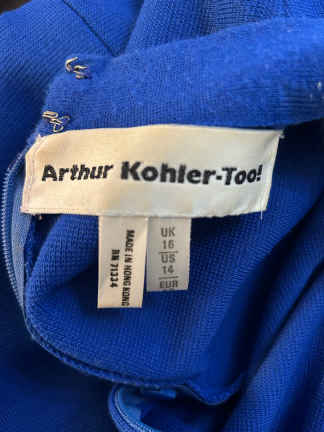 Arthur Kohler-Too!
MADE IN HONG KONG
RN 71334
UK
16
US
14
EUR